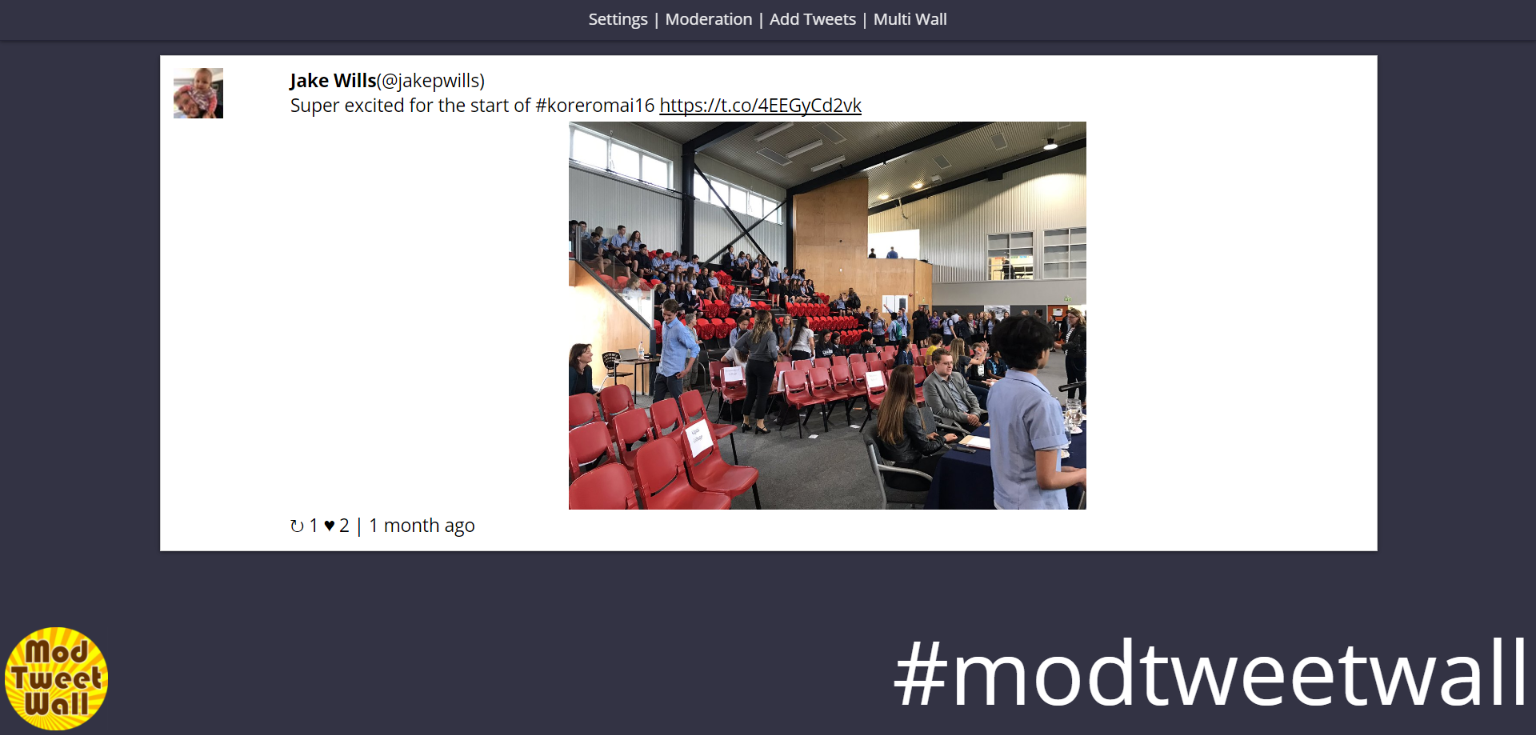 Settings | Moderation | Add Tweets | Multi Wall
Jake Wills(@jakepwills)
Super excited for the start of #koreromai16 https://t.co/4EEGyCd2vk
↻ 1 ♥ 2 | 1 month ago
Mod
Tweet
Wall
#modtweetwall